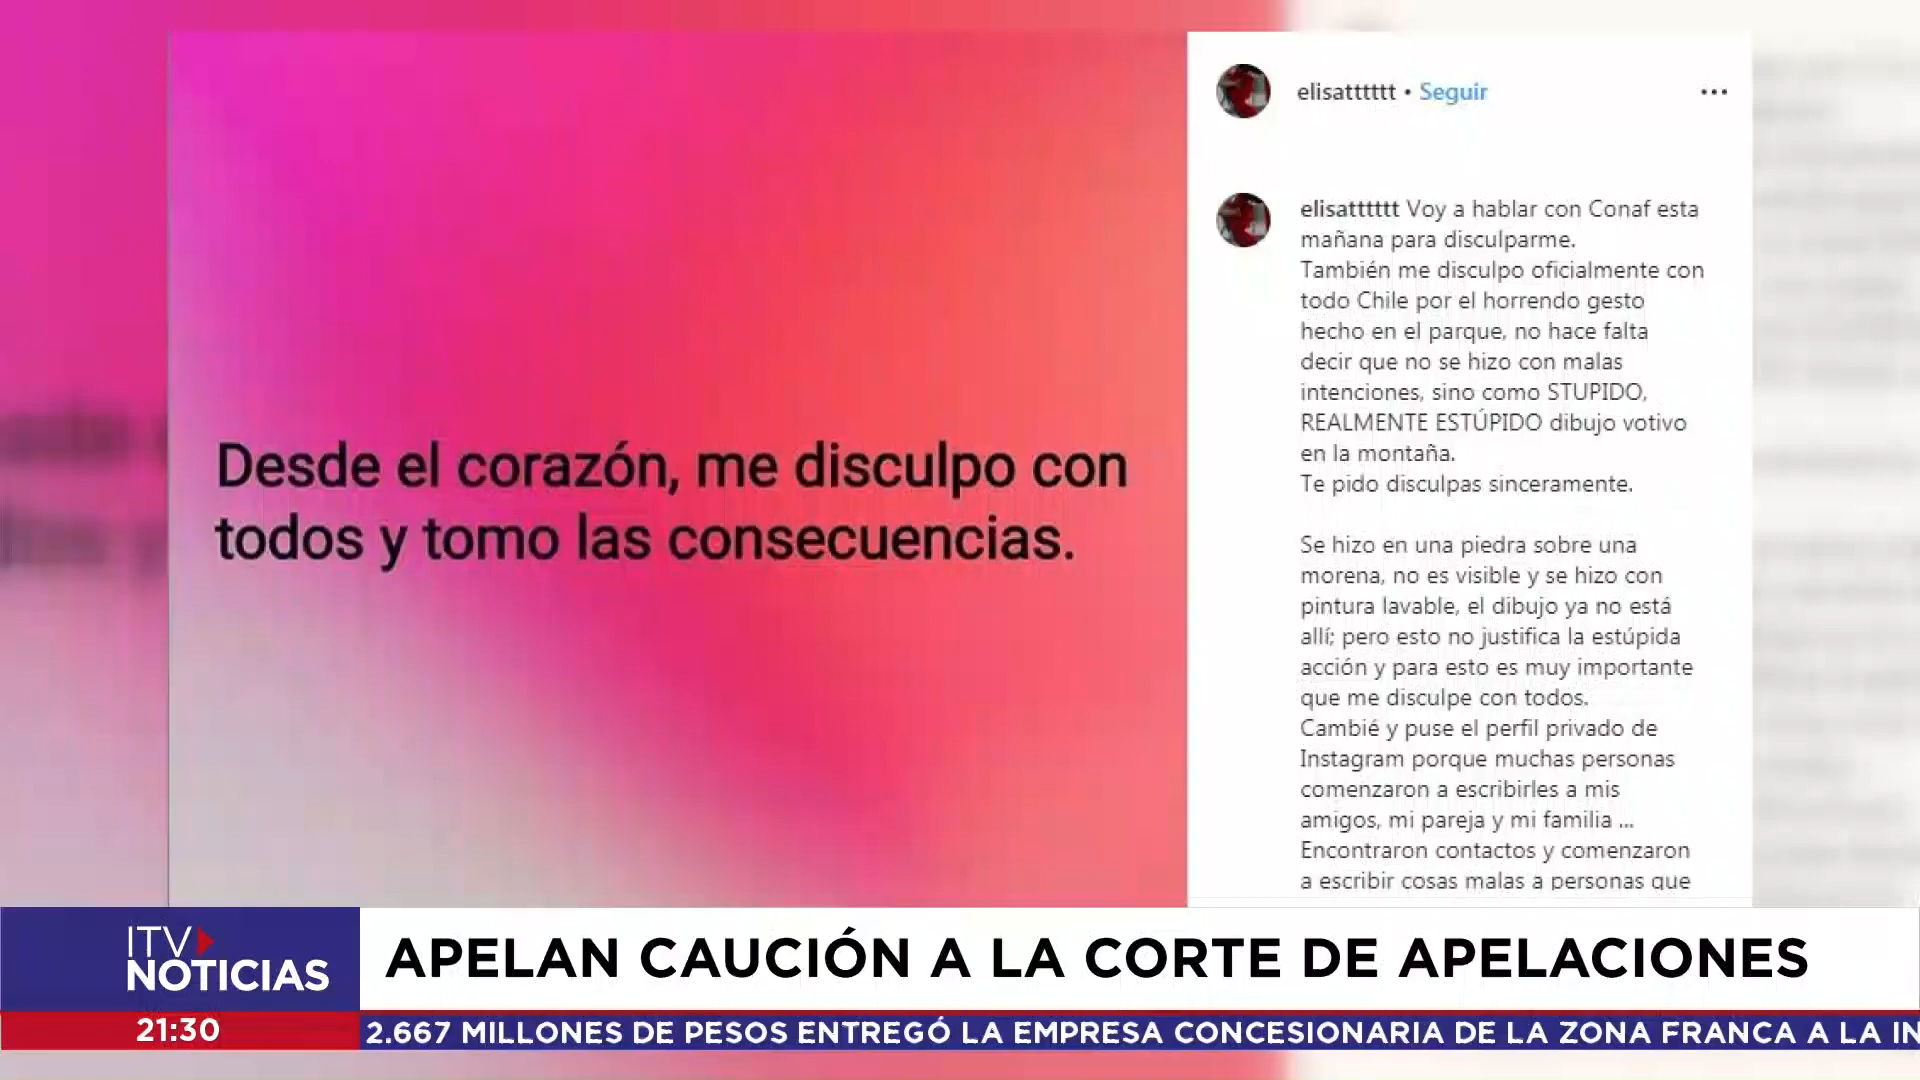 Desde el corazón, me disculpo con
todos y tomo las consecuencias.
elisatttttt • Seguir
elisatttttt Voy a hablar con Conaf esta
mañana para disculparme.
También me disculpo oficialmente con
todo Chile por el horrendo gesto
hecho en el parque, no hace falta
decir que no se hizo con malas
intenciones, sino como STUPIDO,
REALMENTE ESTÚPIDO dibujo votivo
en la montaña.
Te pido disculpas sinceramente.
Se hizo en una piedra sobre una
morena, no es visible y se hizo con
pintura lavable, el dibujo ya no está
allí; pero esto no justifica la estúpida
acción y para esto es muy importante
que me disculpe con todos.
Cambié y puse el perfil privado de
Instagram porque muchas personas
comenzaron a escribirles a mis
amigos, mi pareja y mi familia ...
Encontraron contactos y comenzaron
a escribir cosas malas a personas que
ITV
NOTICIAS
APELAN CAUCIÓN A LA CORTE DE APELACIONES
21:30
2.667 MILLONES DE PESOS ENTREGÓ LA EMPRESA CONCESIONARIA DE LA ZONA FRANCA A LA IN